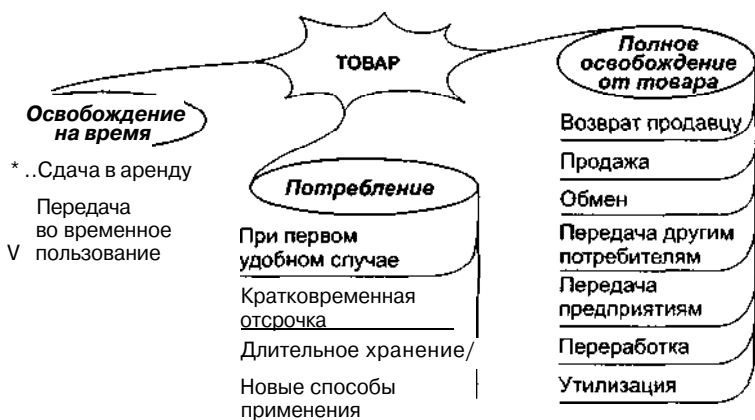 ТОВАР
Освобождение
на время
* ..Сдача в аренду
Передача
во временное
V пользование
Потребление
При первом
удобном случае
Кратковременная
отсрочка
Длительное хранение/
Новые способы
применения
Полное
освобождение
от товара
Возврат продавцу
Продажа
Обмен
Передача другим
потребителям
Передача
предприятиям
Переработка
Утилизация